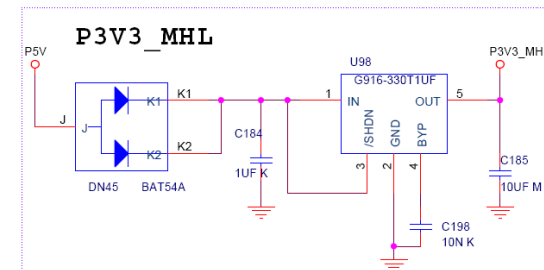 P3V3_MHL
P5V
P3V3_MH
U98
G916-330T1UF
K1
K1
1
IN
OUT
5
J
J
C184
/SHDN
GND
BYP
K2
K2
1UF K
C185
3
2
4
10UF M
DN45
BAT54A
C198
10N K